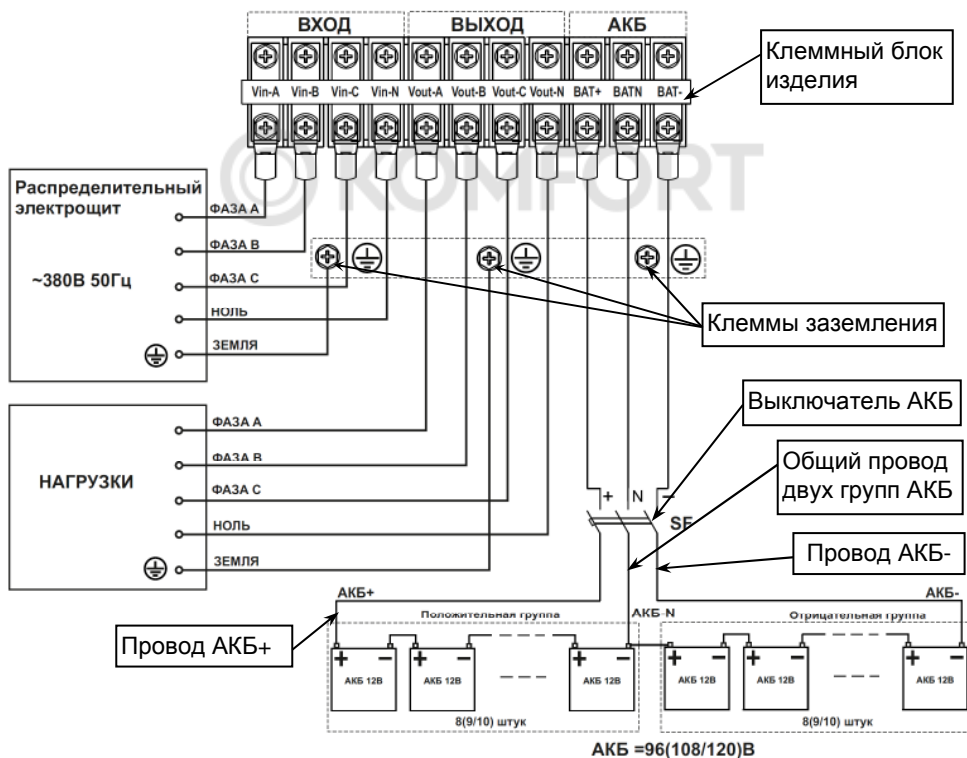 ВХОД ВЫХОД АКБ
Клеммный блок
изделия
Vin-A Vin-B Vin-C Vin-N Vout-A Vout-B Vout-C Vout-N BAT+ BATN BAT-
KOMFORT
Распределительный
электрощит
~380В 50Гц
ФАЗА А
ФАЗА В
ФАЗА С
НОЛЬ
ЗЕМЛЯ
Клеммы заземления
НАГРУЗКИ
ФАЗА А
ФАЗА В
ФАЗА С
НОЛЬ
ЗЕМЛЯ
Выключатель АКБ
Общий провод
двух групп АКБ
+ N −
SF
Провод АКБ-
АКБ+ АКБ-
Положительная группа АКБ-N Отрицательная группа
Провод АКБ+
+ − + − + − + − + − + −
АКБ 12В АКБ 12В АКБ 12В АКБ 12В АКБ 12В АКБ 12В
8(9/10) штук 8(9/10) штук
АКБ =96(108/120)В